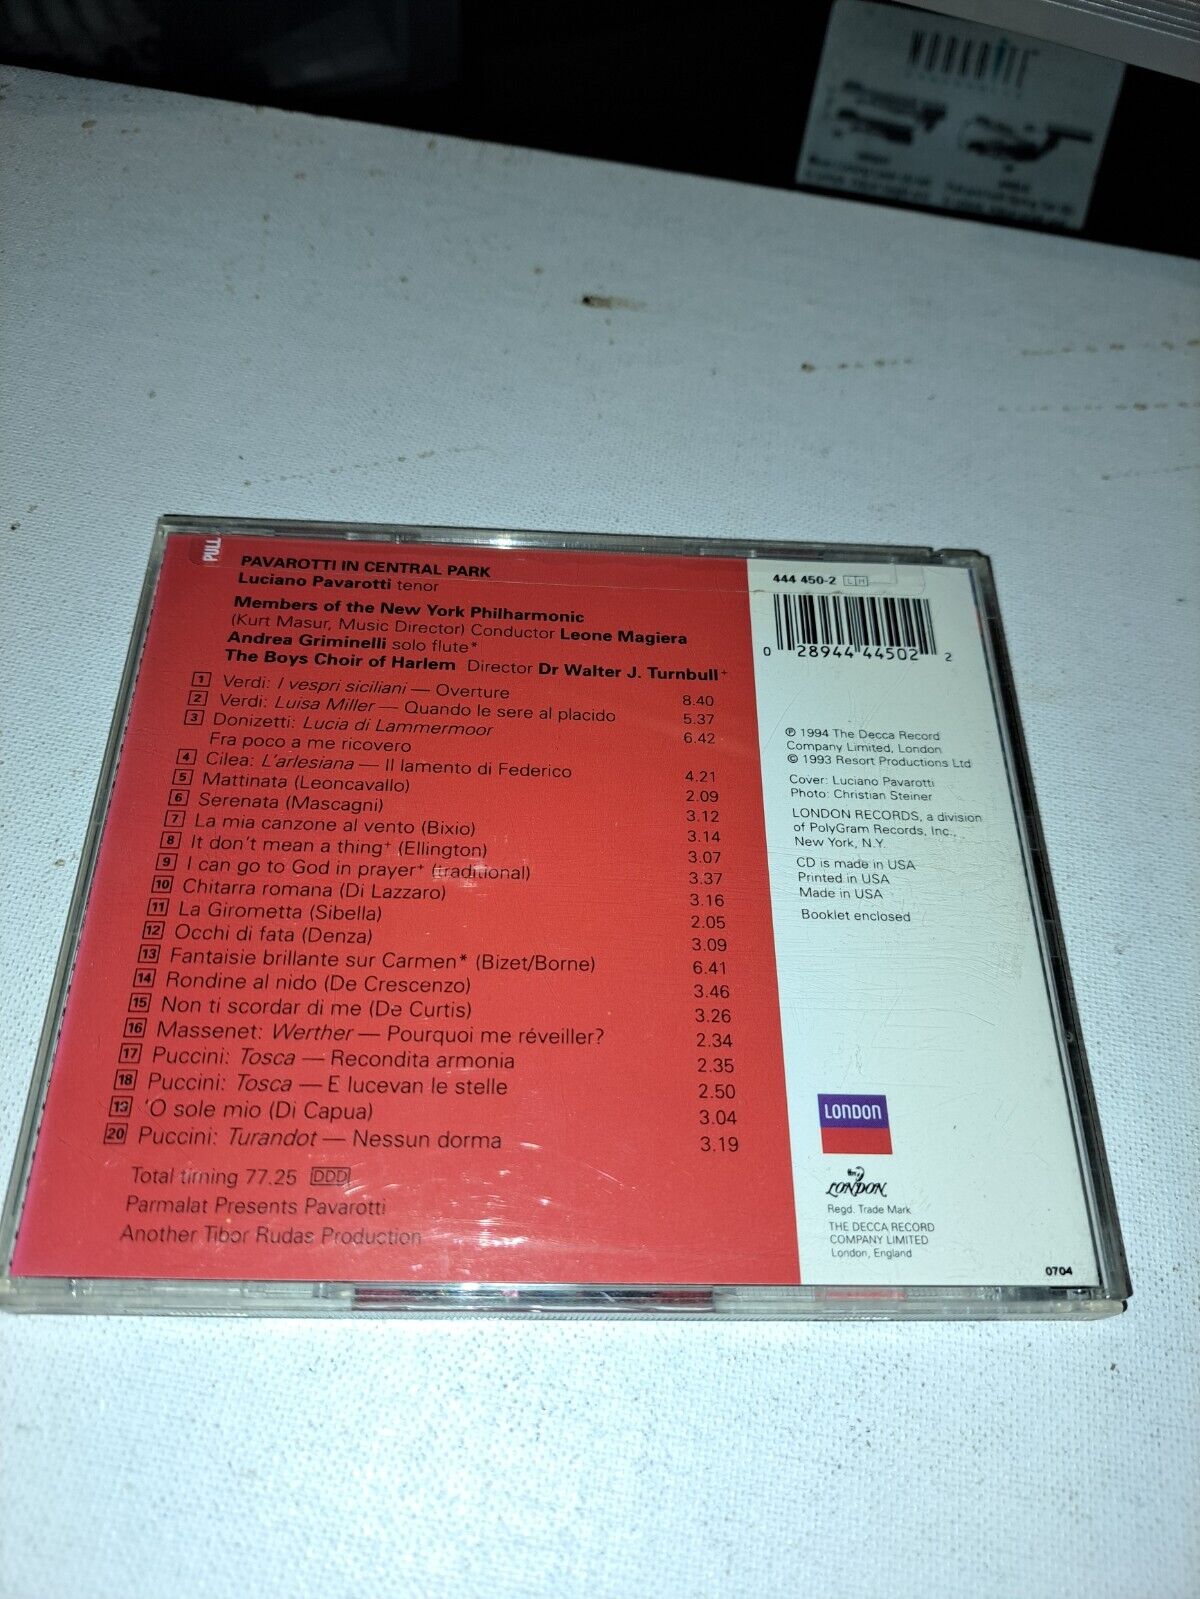 WORKRITE
PULL
PAVAROTTI IN CENTRAL PARK
Luciano Pavarotti tenor
Members of the New York Philharmonic
(Kurt Masur, Music Director) Conductor Leone Magiera
Andrea Griminelli solo flute*
The Boys Choir of Harlem Director Dr Walter J. Turnbull+
1 Verdi: I vespri siciliani — Overture 8.40
2 Verdi: Luisa Miller — Quando le sere al placido 5.37
3 Donizetti: Lucia di Lammermoor 6.42
Fra poco a me ricovero
4 Cilea: L'arlesiana — Il lamento di Federico 4.21
5 Mattinata (Leoncavallo) 2.09
6 Serenata (Mascagni) 3.12
7 La mia canzone al vento (Bixio) 3.14
8 It don't mean a thing+ (Ellington) 3.07
9 I can go to God in prayer+ (traditional) 3.37
10 Chitarra romana (Di Lazzaro) 3.16
11 La Girometta (Sibella) 2.05
12 Occhi di fata (Denza) 3.09
13 Fantaisie brillante sur Carmen* (Bizet/Borne) 6.41
14 Rondine al nido (De Crescenzo) 3.46
15 Non ti scordar di me (De Curtis) 3.26
16 Massenet: Werther — Pourquoi me réveiller? 2.34
17 Puccini: Tosca — Recondita armonia 2.35
18 Puccini: Tosca — E lucevan le stelle 2.50
19 'O sole mio (Di Capua) 3.04
20 Puccini: Turandot — Nessun dorma 3.19
Total timing 77.25 DDD
Parmalat Presents Pavarotti
Another Tibor Rudas Production
444 450-2 LH
0 28944 44502 2
℗ 1994 The Decca Record
Company Limited, London
© 1993 Resort Productions Ltd
Cover: Luciano Pavarotti
Photo: Christian Steiner
LONDON RECORDS, a division
of PolyGram Records, Inc.,
New York, N.Y.
CD is made in USA
Printed in USA
Made in USA
Booklet enclosed
LONDON
LONDON
Regd. Trade Mark
THE DECCA RECORD
COMPANY LIMITED
London, England
0704